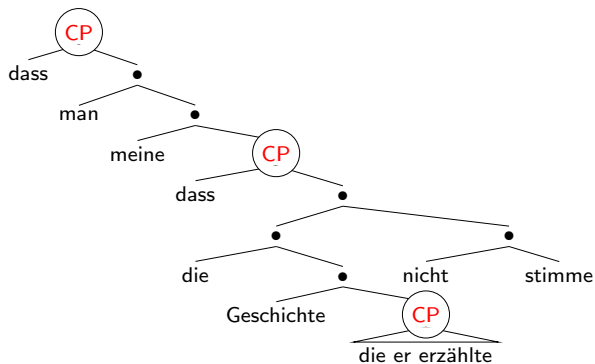 CP
dass
man
meine
CP
dass
die
nicht
stimme
Geschichte
CP
die er erzählte